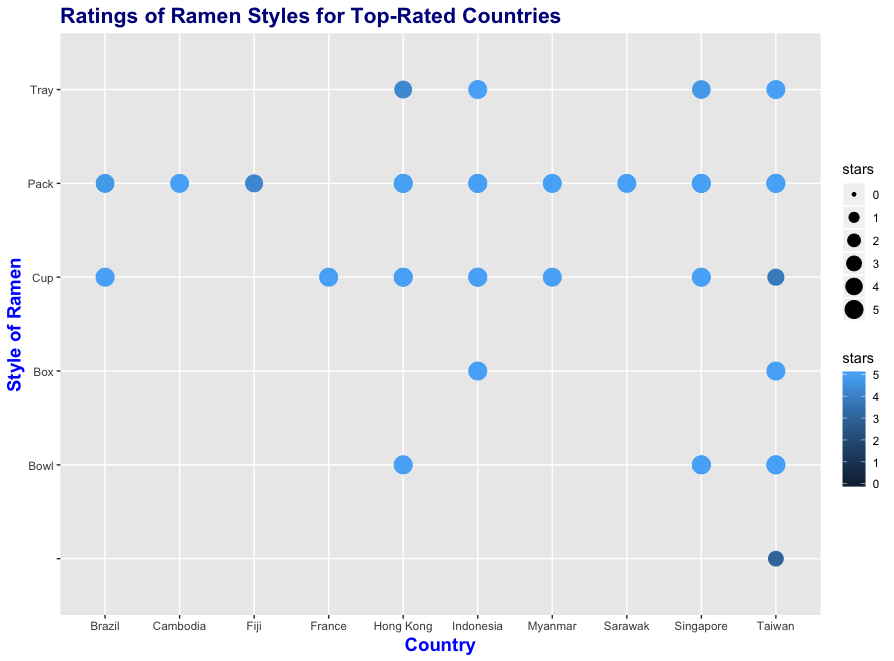 Ratings of Ramen Styles for Top-Rated Countries
Style of Ramen
Tray
Pack
Cup
Box
Bowl
Brazil Cambodia Fiji France Hong Kong Indonesia Myanmar Sarawak Singapore Taiwan
Country
stars
0
1
2
3
4
5
stars
5
4
3
2
1
0